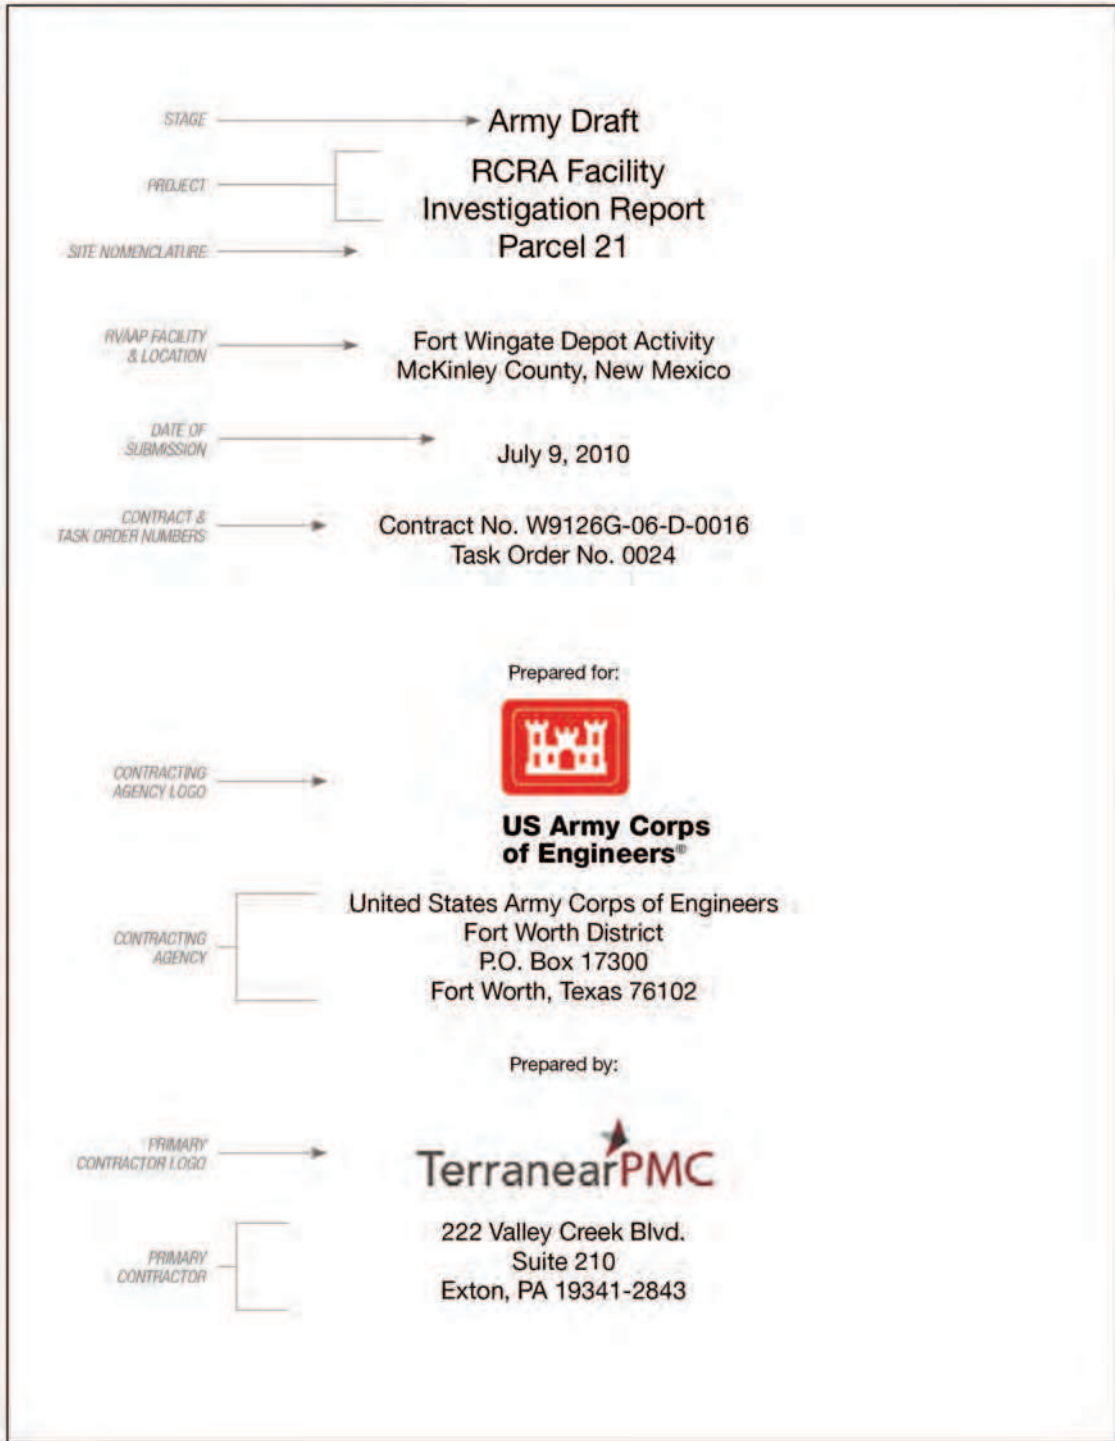 STAGE
Army Draft
PROJECT
RCRA Facility
Investigation Report
SITE NOMENCLATURE
Parcel 21
RVAAP FACILITY
& LOCATION
Fort Wingate Depot Activity
McKinley County, New Mexico
DATE OF
SUBMISSION
July 9, 2010
CONTRACT &
TASK ORDER NUMBERS
Contract No. W9126G-06-D-0016
Task Order No. 0024
Prepared for:
CONTRACTING
AGENCY LOGO
US Army Corps
of Engineers®
CONTRACTING
AGENCY
United States Army Corps of Engineers
Fort Worth District
P.O. Box 17300
Fort Worth, Texas 76102
Prepared by:
PRIMARY
CONTRACTOR LOGO
TerranearPMC
PRIMARY
CONTRACTOR
222 Valley Creek Blvd.
Suite 210
Exton, PA 19341-2843